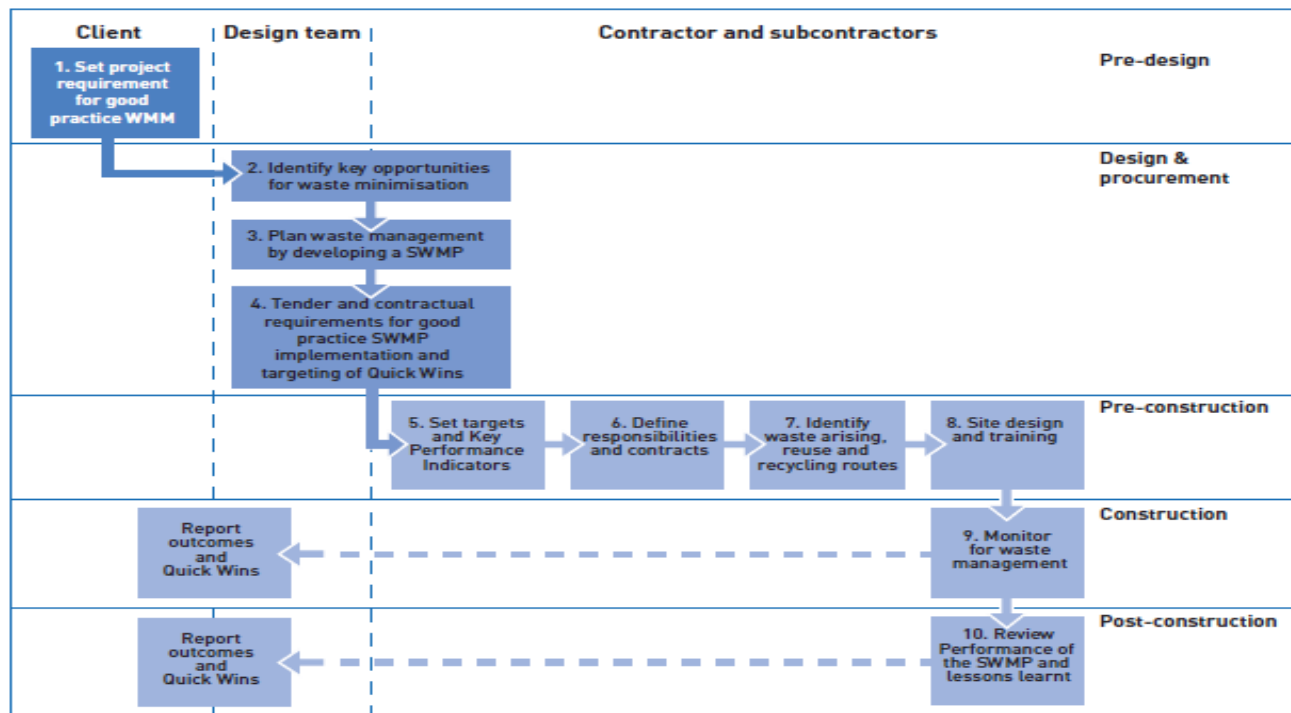 Client
Design team
Contractor and subcontractors
Pre-design
1. Set project
requirement
for good
practice WMM
Design &
procurement
2. Identify key opportunities
for waste minimisation
3. Plan waste management
by developing a SWMP
4. Tender and contractual
requirements for good
practice SWMP
implementation and
targeting of Quick Wins
Pre-construction
5. Set targets
and Key
Performance
Indicators
6. Define
responsibilities
and contracts
7. Identify
waste arising,
reuse and
recycling routes
8. Site design
and training
Construction
Report
outcomes
and
Quick Wins
9. Monitor
for waste
management
Post-construction
Report
outcomes
and
Quick Wins
10. Review
Performance of
the SWMP and
lessons learnt